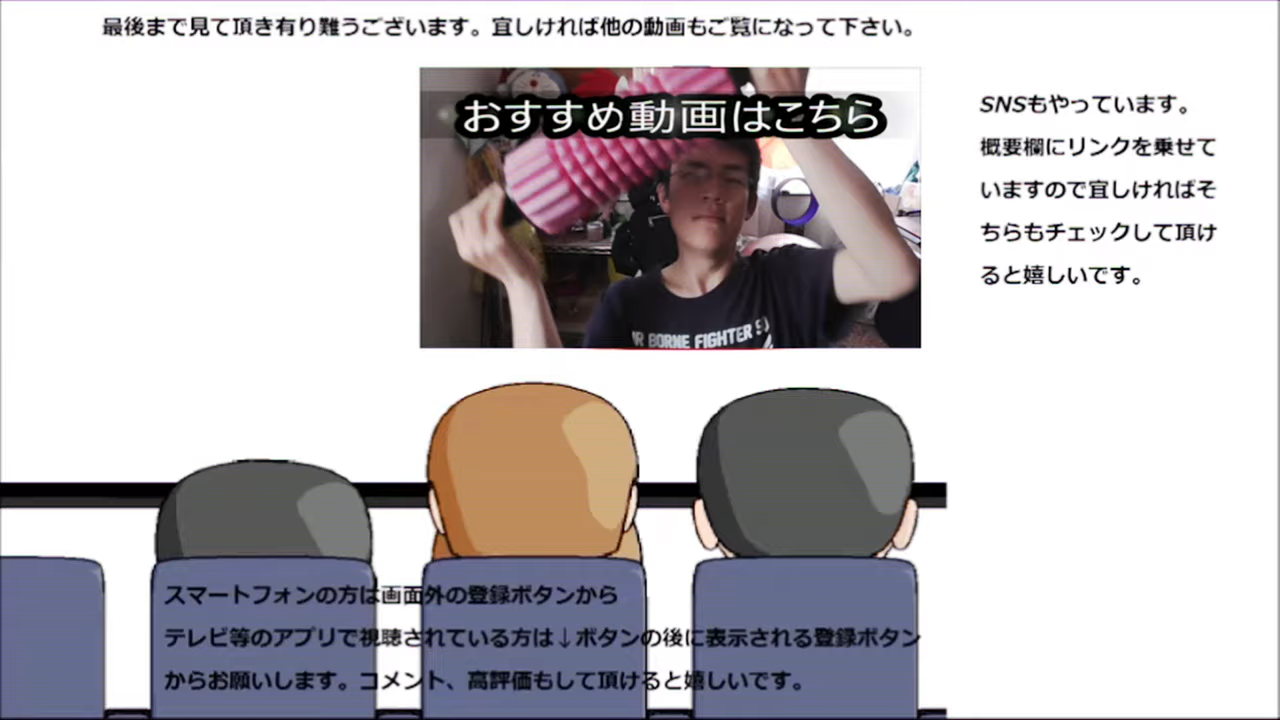 最後まで見て頂き有り難うございます。宜しければ他の動画もご覧になって下さい。
おすすめ動画はこちら
SNSもやっています。
概要欄にリンクを乗せて
いますので宜しければそ
ちらもチェックして頂け
ると嬉しいです。
BORNE FIGHTER
スマートフォンの方は画面外の登録ボタンから
テレビ等のアプリで視聴されている方は↓ボタンの後に表示される登録ボタン
からお願いします。コメント、高評価もして頂けると嬉しいです。